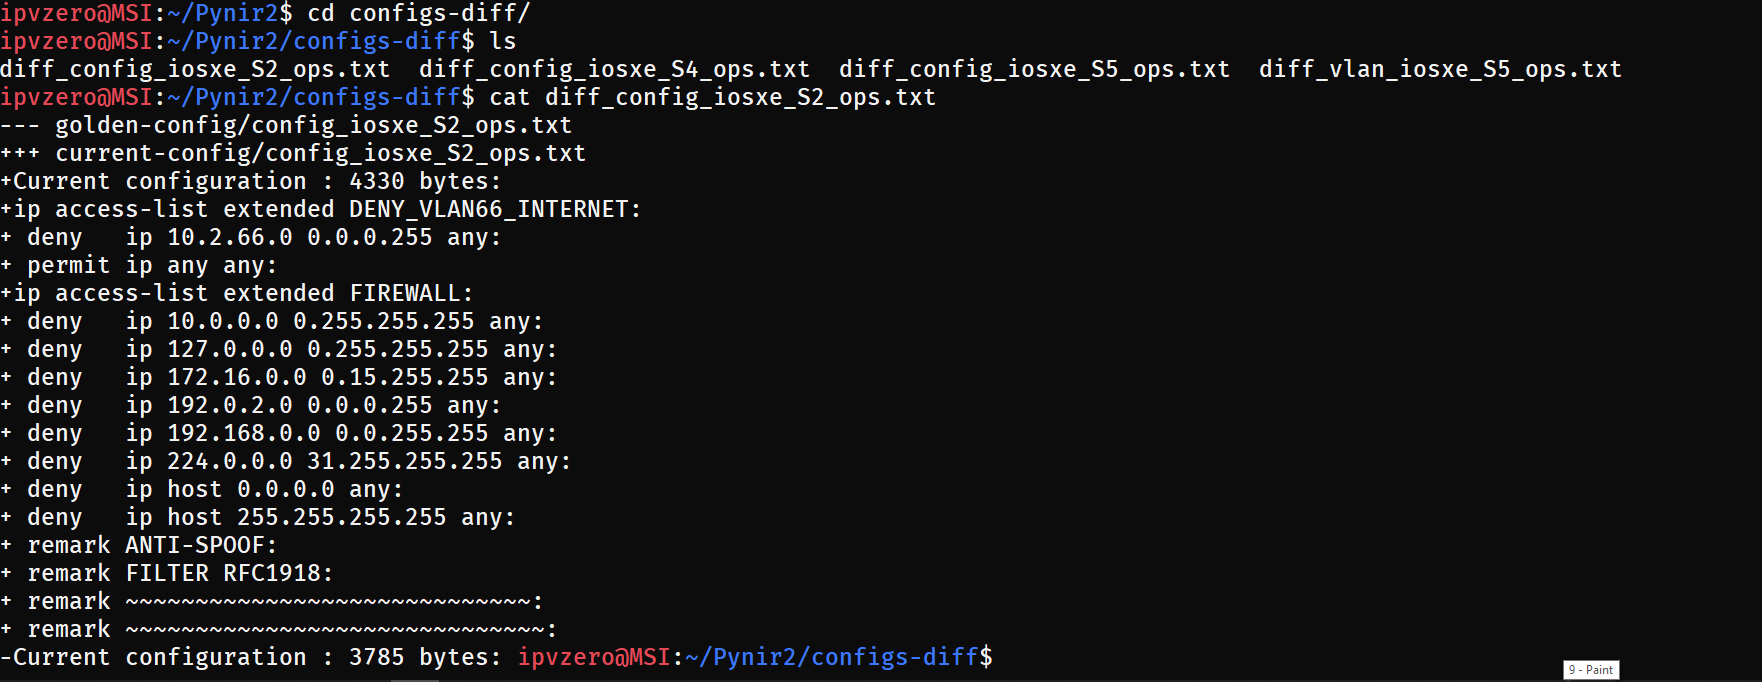 ipvzero@MSI:~/Pynir2$ cd configs-diff/
ipvzero@MSI:~/Pynir2/configs-diff$ ls
diff_config_iosxe_S2_ops.txt  diff_config_iosxe_S4_ops.txt  diff_config_iosxe_S5_ops.txt  diff_vlan_iosxe_S5_ops.txt
ipvzero@MSI:~/Pynir2/configs-diff$ cat diff_config_iosxe_S2_ops.txt
--- golden-config/config_iosxe_S2_ops.txt
+++ current-config/config_iosxe_S2_ops.txt
+Current configuration : 4330 bytes:
+ip access-list extended DENY_VLAN66_INTERNET:
+ deny   ip 10.2.66.0 0.0.0.255 any:
+ permit ip any any:
+ip access-list extended FIREWALL:
+ deny   ip 10.0.0.0 0.255.255.255 any:
+ deny   ip 127.0.0.0 0.255.255.255 any:
+ deny   ip 172.16.0.0 0.15.255.255 any:
+ deny   ip 192.0.2.0 0.0.0.255 any:
+ deny   ip 192.168.0.0 0.0.255.255 any:
+ deny   ip 224.0.0.0 31.255.255.255 any:
+ deny   ip host 0.0.0.0 any:
+ deny   ip host 255.255.255.255 any:
+ remark ANTI-SPOOF:
+ remark FILTER RFC1918:
+ remark ~~~~~~~~~~~~~~~~~~~~~~~~~~~~~:
+ remark ~~~~~~~~~~~~~~~~~~~~~~~~~~~~~~:
-Current configuration : 3785 bytes: ipvzero@MSI:~/Pynir2/configs-diff$
9 - Paint